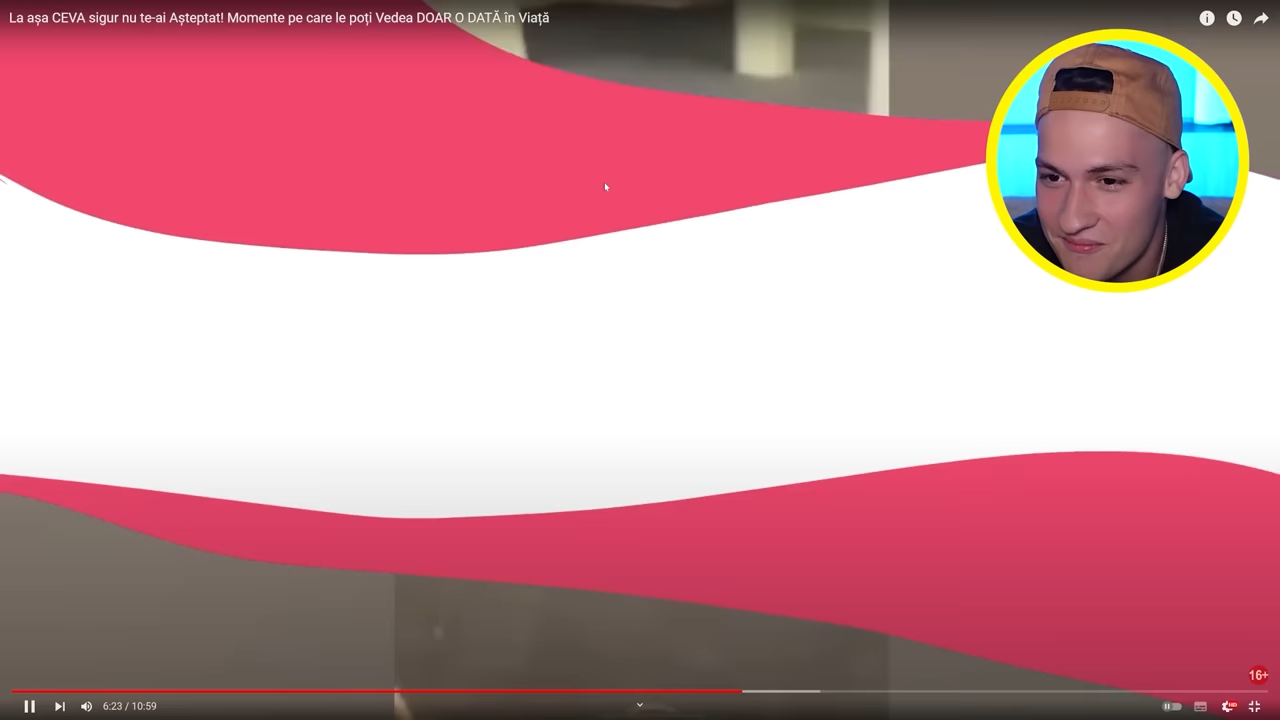 La așa CEVA sigur nu te-ai Așteptat! Momente pe care le poți Vedea DOAR O DATĂ în Viață
16+
6:23 / 10:59
HD